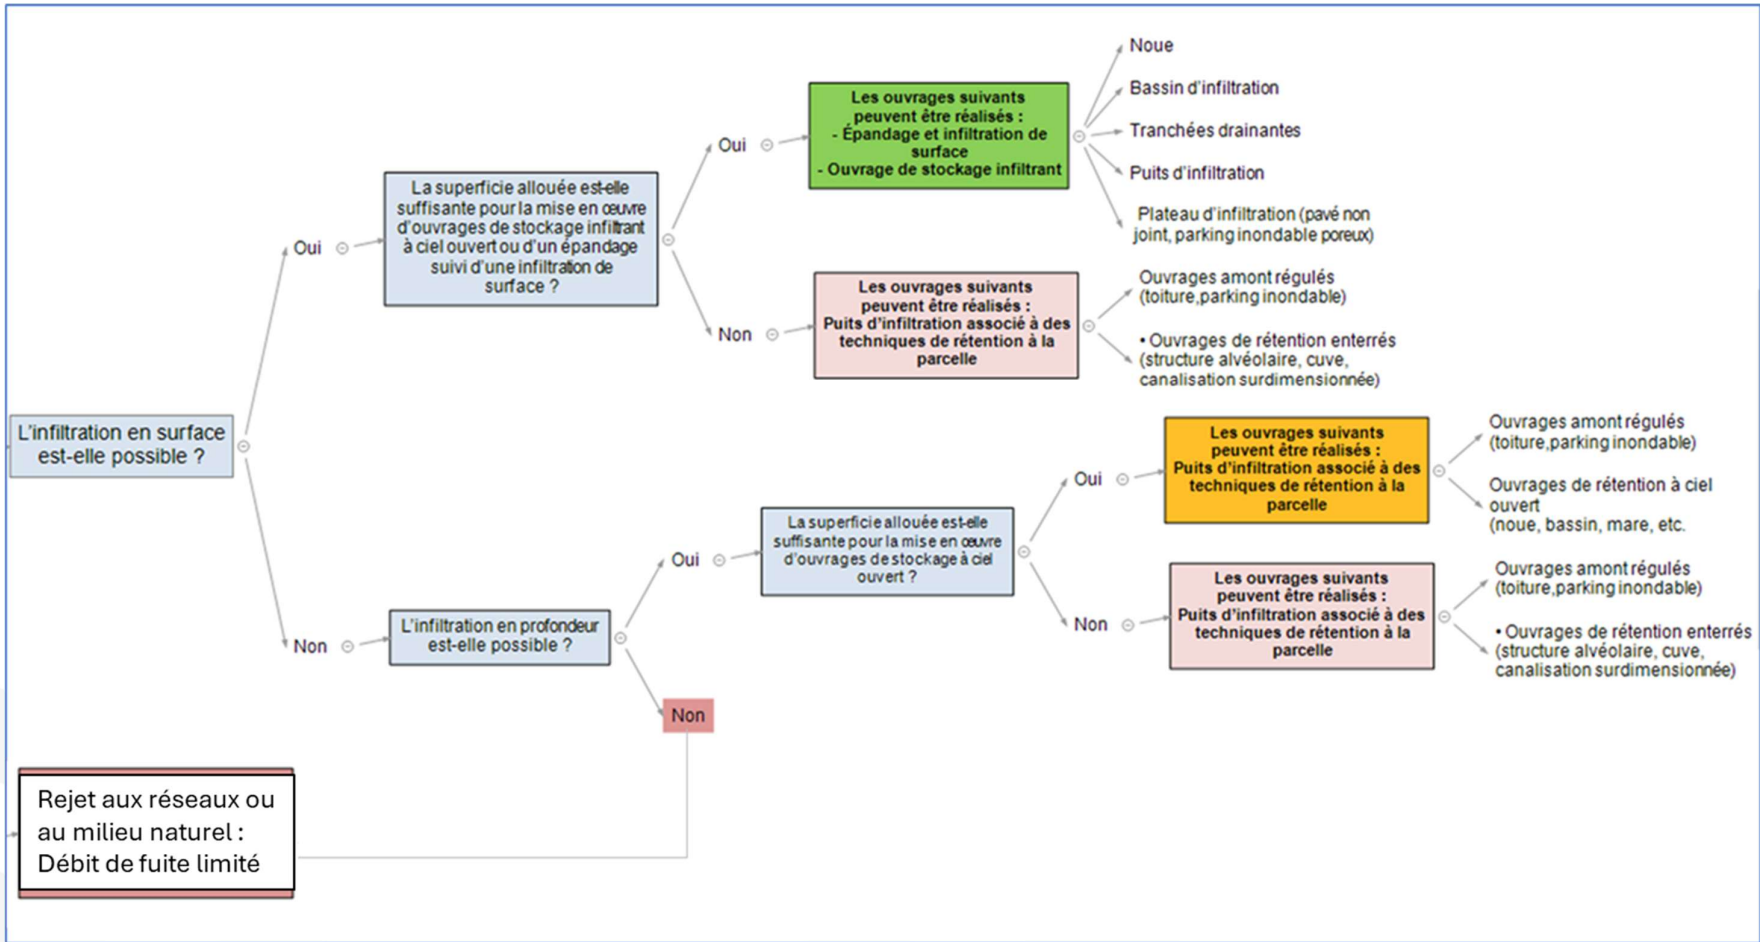 L'infiltration en surface
est-elle possible ?
Oui
La superficie allouée est-elle
suffisante pour la mise en œuvre
d'ouvrages de stockage infiltrant
à ciel ouvert ou d'un épandage
suivi d'une infiltration de
surface ?
Oui
Les ouvrages suivants
peuvent être réalisés :
- Épandage et infiltration de
surface
- Ouvrage de stockage infiltrant
Noue
Bassin d'infiltration
Tranchées drainantes
Puits d'infiltration
Plateau d'infiltration (pavé non
joint, parking inondable poreux)
Non
Les ouvrages suivants
peuvent être réalisés :
Puits d'infiltration associé à des
techniques de rétention à la
parcelle
Ouvrages amont régulés
(toiture,parking inondable)
• Ouvrages de rétention enterrés
(structure alvéolaire, cuve,
canalisation surdimensionnée)
Non
L'infiltration en profondeur
est-elle possible ?
Oui
La superficie allouée est-elle
suffisante pour la mise en œuvre
d'ouvrages de stockage à ciel
ouvert ?
Oui
Les ouvrages suivants
peuvent être réalisés :
Puits d'infiltration associé à des
techniques de rétention à la
parcelle
Ouvrages amont régulés
(toiture,parking inondable)
Ouvrages de rétention à ciel
ouvert
(noue, bassin, mare, etc.
Non
Les ouvrages suivants
peuvent être réalisés :
Puits d'infiltration associé à des
techniques de rétention à la
parcelle
Ouvrages amont régulés
(toiture,parking inondable)
• Ouvrages de rétention enterrés
(structure alvéolaire, cuve,
canalisation surdimensionnée)
Non
Rejet aux réseaux ou
au milieu naturel :
Débit de fuite limité